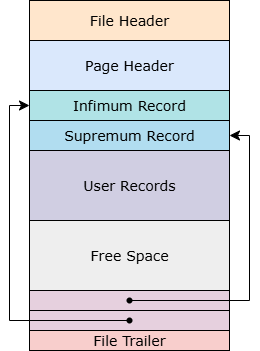 File Header
Page Header
Infimum Record
Supremum Record
User Records
Free Space
File Trailer